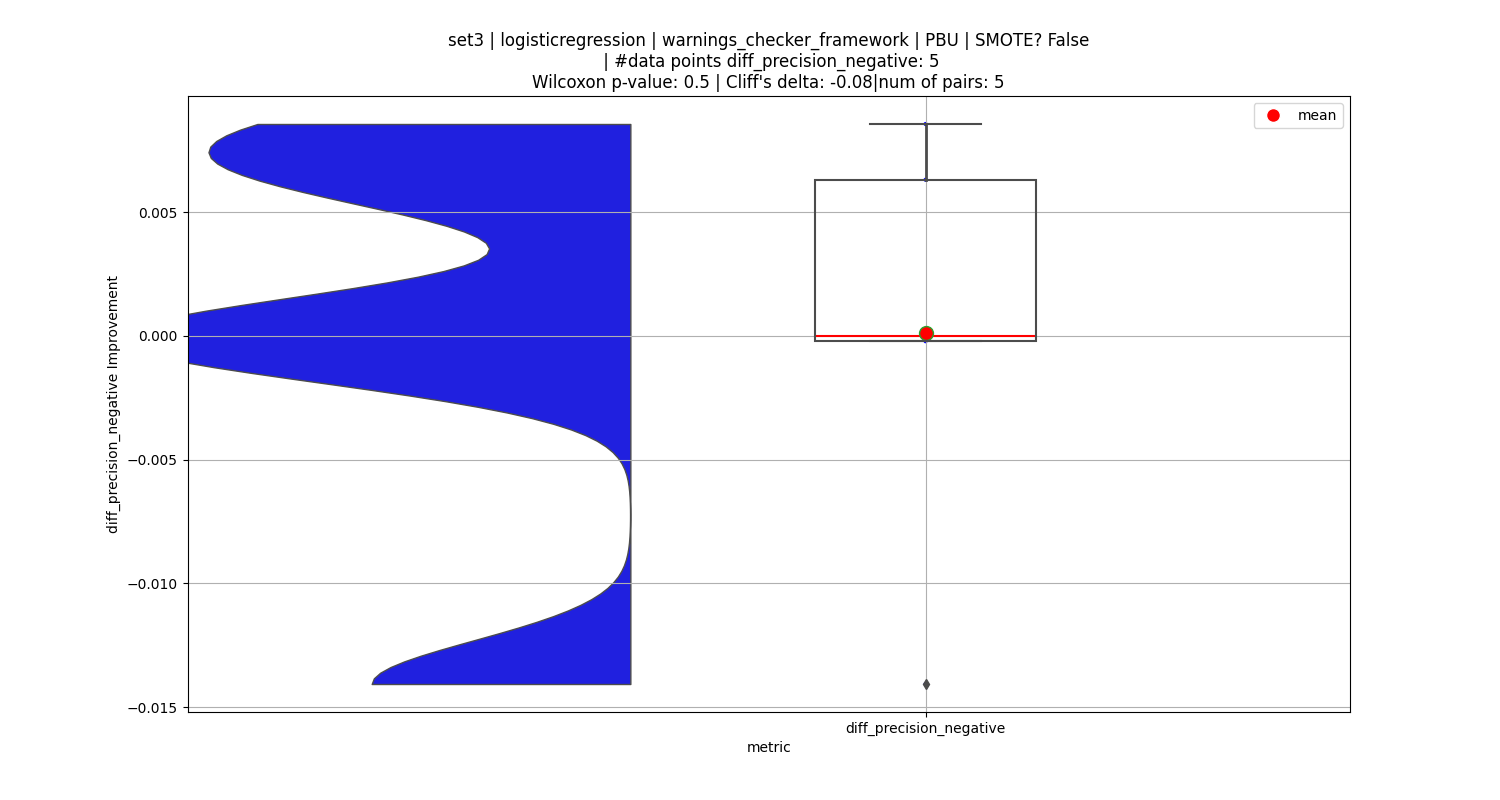 set3 | logisticregression | warnings_checker_framework | PBU | SMOTE? False
| #data points diff_precision_negative: 5
Wilcoxon p-value: 0.5 | Cliff's delta: -0.08|num of pairs: 5
mean
0.005
0.000
−0.005
−0.010
−0.015
diff_precision_negative Improvement
diff_precision_negative
metric